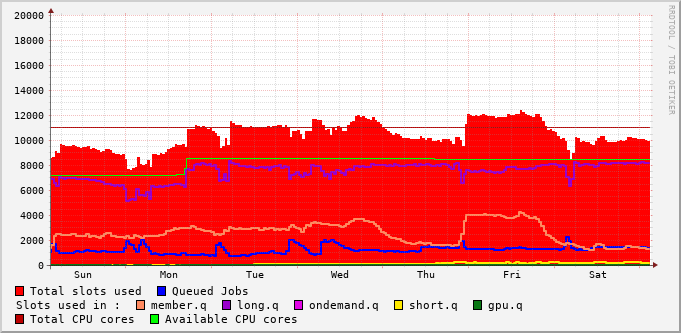 RRDTOOL / TOBI OETIKER
20000
18000
16000
14000
12000
10000
8000
6000
4000
2000
0
Sun Mon Tue Wed Thu Fri Sat
Total slots used Queued Jobs
Slots used in : member.q long.q ondemand.q short.q gpu.q
Total CPU cores Available CPU cores